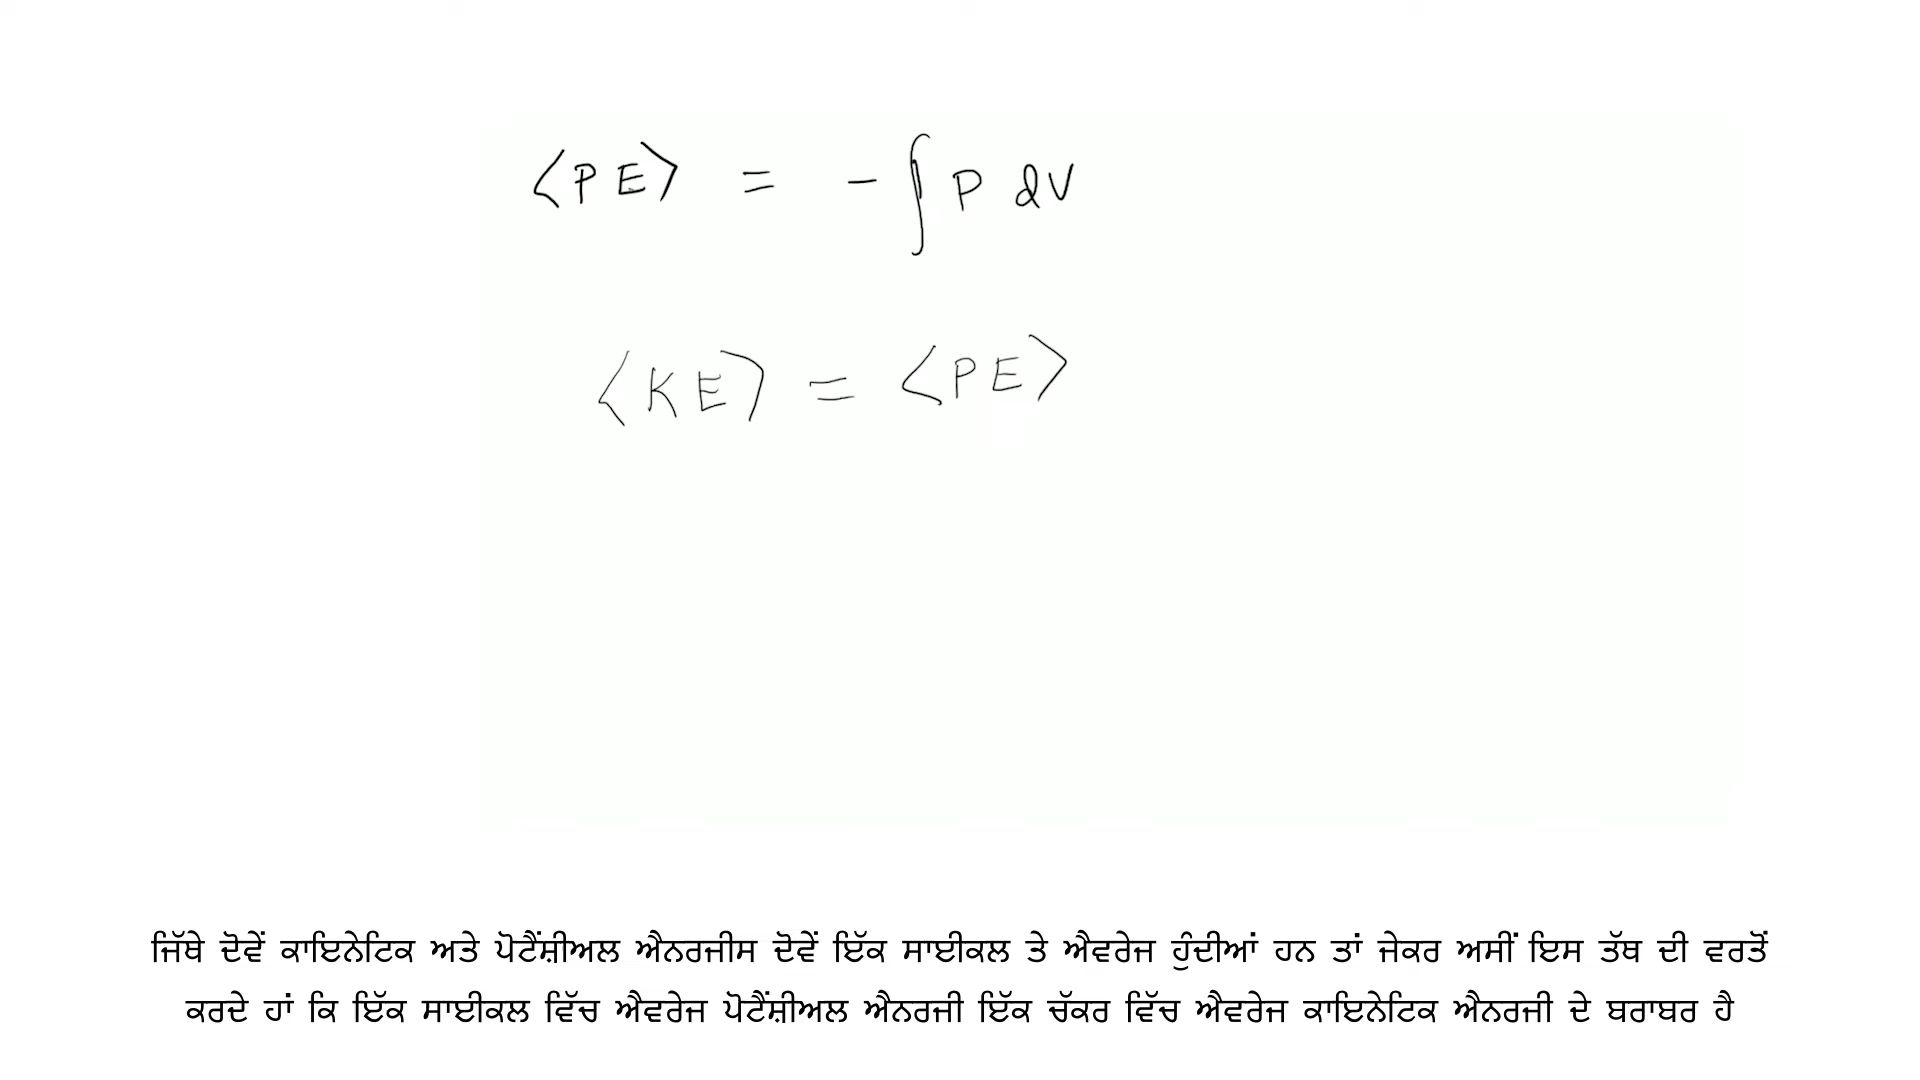 ⟨PE⟩ = - ∫ P dV
⟨KE⟩ = ⟨PE⟩
ਜਿੱਥੇ ਦੋਵੇਂ ਕਾਇਨੇਟਿਕ ਅਤੇ ਪੋਟੈਂਸ਼ੀਅਲ ਐਨਰਜੀਸ ਦੋਵੇਂ ਇੱਕ ਸਾਈਕਲ ਤੇ ਐਵਰੇਜ ਹੁੰਦੀਆਂ ਹਨ ਤਾਂ ਜੇਕਰ ਅਸੀਂ ਇਸ ਤੱਥ ਦੀ ਵਰਤੋਂ
ਕਰਦੇ ਹਾਂ ਕਿ ਇੱਕ ਸਾਈਕਲ ਵਿੱਚ ਐਵਰੇਜ ਪੋਟੈਂਸ਼ੀਅਲ ਐਨਰਜੀ ਇੱਕ ਚੱਕਰ ਵਿੱਚ ਐਵਰੇਜ ਕਾਇਨੇਟਿਕ ਐਨਰਜੀ ਦੇ ਬਰਾਬਰ ਹੈ